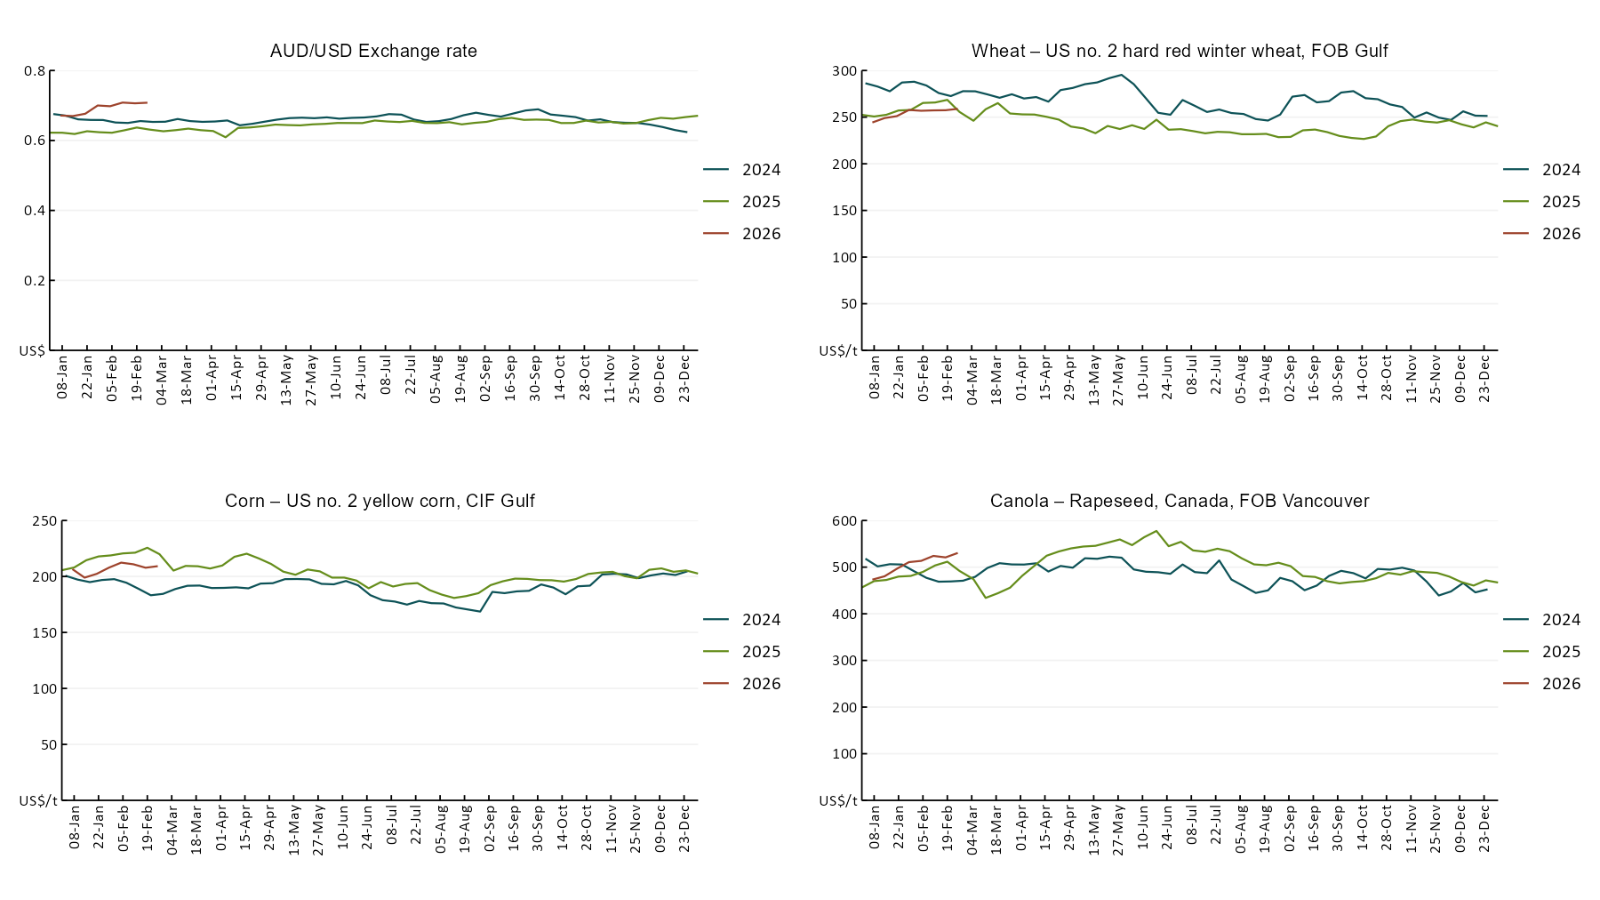 AUD/USD Exchange rate
0.8
0.6
0.4
0.2
US$
08-Jan
22-Jan
05-Feb
19-Feb
04-Mar
18-Mar
01-Apr
15-Apr
29-Apr
13-May
27-May
10-Jun
24-Jun
08-Jul
22-Jul
05-Aug
19-Aug
02-Sep
16-Sep
30-Sep
14-Oct
28-Oct
11-Nov
25-Nov
09-Dec
23-Dec
2024
2025
2026
Wheat – US no. 2 hard red winter wheat, FOB Gulf
300
250
200
150
100
50
US$/t
08-Jan
22-Jan
05-Feb
19-Feb
04-Mar
18-Mar
01-Apr
15-Apr
29-Apr
13-May
27-May
10-Jun
24-Jun
08-Jul
22-Jul
05-Aug
19-Aug
02-Sep
16-Sep
30-Sep
14-Oct
28-Oct
11-Nov
25-Nov
09-Dec
23-Dec
2024
2025
2026
Corn – US no. 2 yellow corn, CIF Gulf
250
200
150
100
50
US$/t
08-Jan
22-Jan
05-Feb
19-Feb
04-Mar
18-Mar
01-Apr
15-Apr
29-Apr
13-May
27-May
10-Jun
24-Jun
08-Jul
22-Jul
05-Aug
19-Aug
02-Sep
16-Sep
30-Sep
14-Oct
28-Oct
11-Nov
25-Nov
09-Dec
23-Dec
2024
2025
2026
Canola – Rapeseed, Canada, FOB Vancouver
600
500
400
300
200
100
US$/t
08-Jan
22-Jan
05-Feb
19-Feb
04-Mar
18-Mar
01-Apr
15-Apr
29-Apr
13-May
27-May
10-Jun
24-Jun
08-Jul
22-Jul
05-Aug
19-Aug
02-Sep
16-Sep
30-Sep
14-Oct
28-Oct
11-Nov
25-Nov
09-Dec
23-Dec
2024
2025
2026